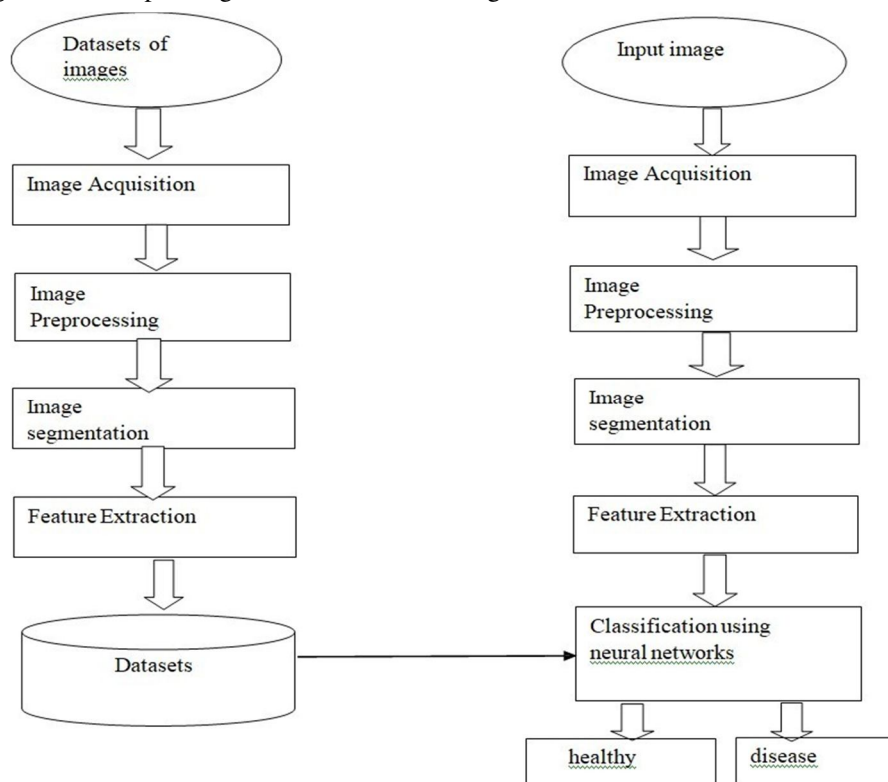 Datasets of
images
Image Acquisition
Image
Preprocessing
Image
segmentation
Feature Extraction
Datasets
Input image
Image Acquisition
Image
Preprocessing
Image
segmentation
Feature Extraction
Classification using
neural networks
healthy
disease